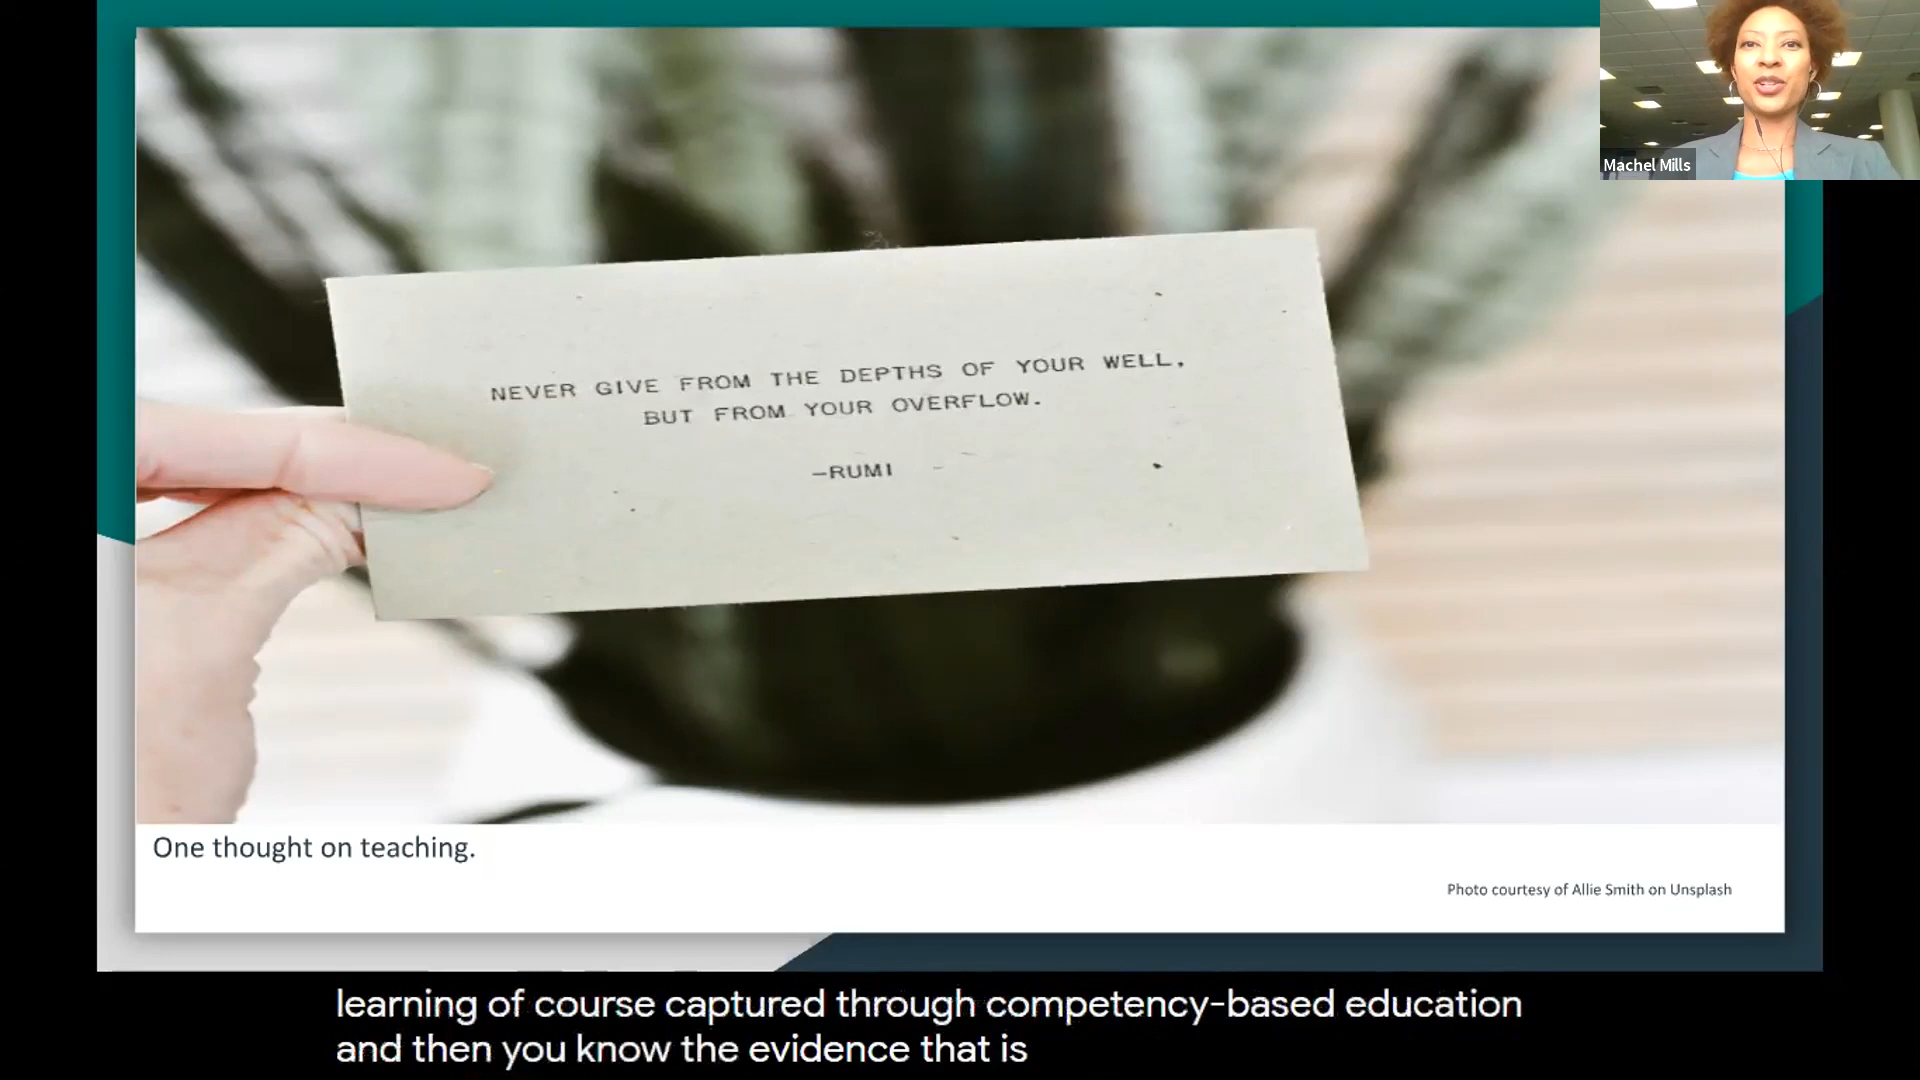 Machel Mills
NEVER GIVE FROM THE DEPTHS OF YOUR WELL,
BUT FROM YOUR OVERFLOW.
—RUMI
One thought on teaching.
Photo courtesy of Allie Smith on Unsplash
learning of course captured through competency-based education
and then you know the evidence that is